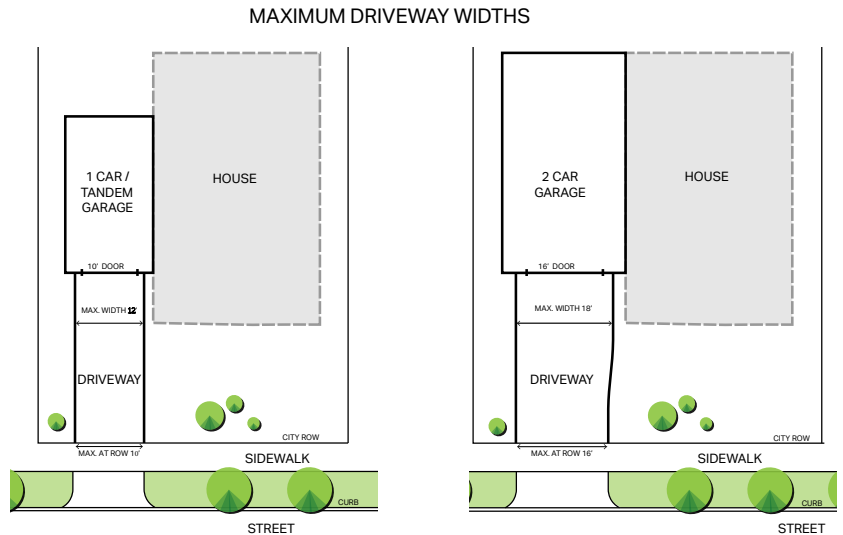 MAXIMUM DRIVEWAY WIDTHS
1 CAR /
TANDEM
GARAGE
HOUSE
10' DOOR
MAX. WIDTH 12'
DRIVEWAY
CITY ROW
MAX. AT ROW 10'
SIDEWALK
CURB
STREET
2 CAR
GARAGE
HOUSE
16' DOOR
MAX. WIDTH 18'
DRIVEWAY
CITY ROW
MAX. AT ROW 16'
SIDEWALK
CURB
STREET